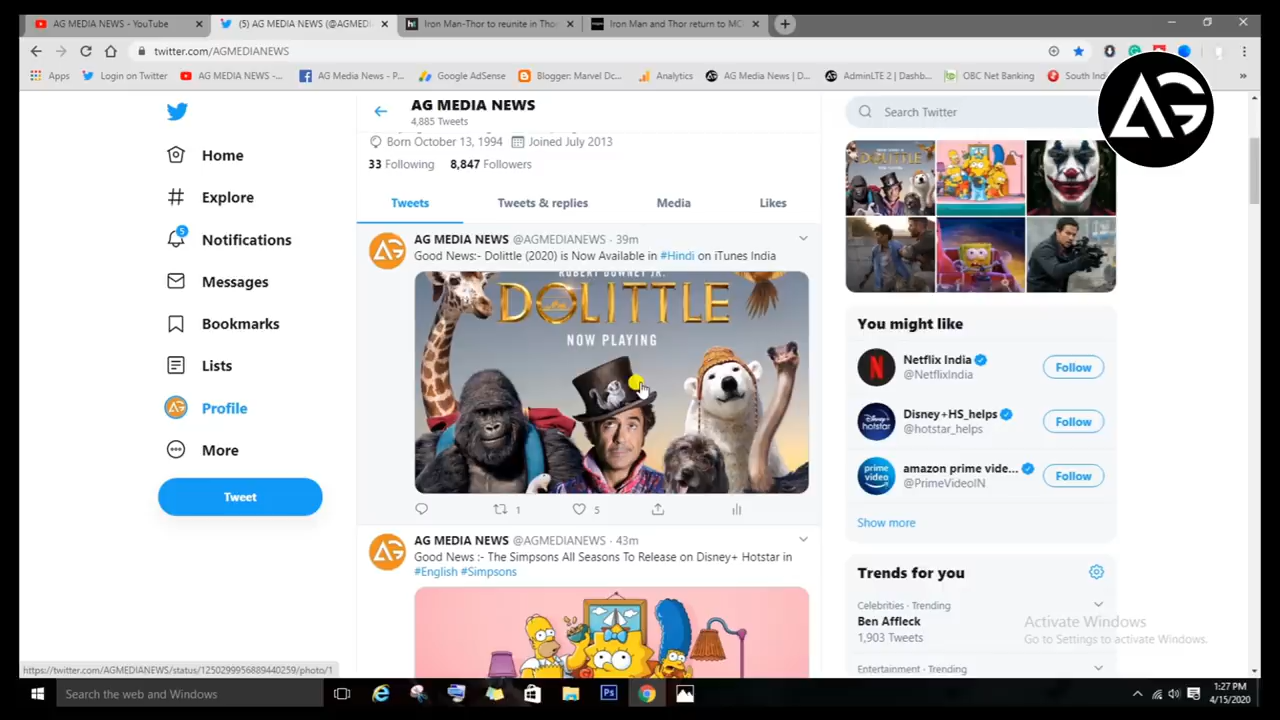 AG MEDIA NEWS - YouTube
(5) AG MEDIA NEWS (@AGMEDI
Iron Man-Thor to reunite in Thor
Iron Man and Thor return to MC
twitter.com/AGMEDIANEWS
Apps
Login on Twitter
AG MEDIA NEWS -...
AG Media News - P...
Google AdSense
Blogger: Marvel Dc...
Analytics
AG Media News | D...
AdminLTE 2 | Dashb...
OBC Net Banking
South Ind
AG
Home
Explore
5
Notifications
Messages
Bookmarks
Lists
Profile
More
Tweet
AG MEDIA NEWS
4,885 Tweets
Born October 13, 1994 Joined July 2013
33 Following 8,847 Followers
Tweets Tweets & replies Media Likes
AG MEDIA NEWS @AGMEDIANEWS · 39m
Good News:- Dolittle (2020) is Now Available in #Hindi on iTunes India
ROBERT DOWNEY JR.
DOLITTLE
NOW PLAYING
1 5
AG MEDIA NEWS @AGMEDIANEWS · 43m
Good News :- The Simpsons All Seasons To Release on Disney+ Hotstar in
#English #Simpsons
Search Twitter
You might like
Netflix India
@NetflixIndia
Follow
Disney+HS_helps
@hotstar_helps
Follow
amazon prime vide...
@PrimeVideoIN
Follow
Show more
Trends for you
Celebrities · Trending
Ben Affleck
1,903 Tweets
Entertainment · Trending
Activate Windows
Go to Settings to activate Windows.
https://twitter.com/AGMEDIANEWS/status/1250299956889440259/photo/1
Search the web and Windows
1:27 PM
4/15/2020